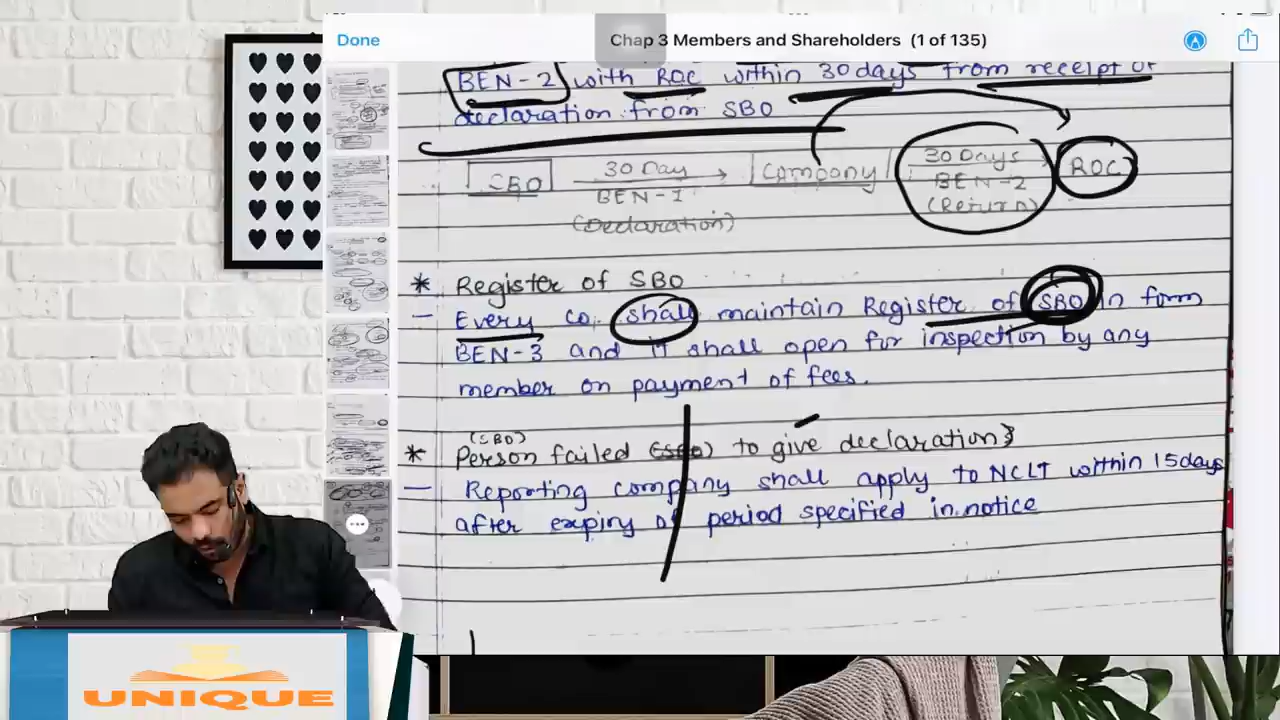 Done
Chap 3 Members and Shareholders (1 of 135)
BEN-2 with ROC within 30 days from receipt of
declaration from SBO
SBO 30 Day Company 30 Days ROC
BEN-1 BEN-2
(Declaration) (Return)
* Register of SBO
- Every co. shall maintain Register of SBO in form
BEN-3 and it shall open for inspection by any
member on payment of fees.
(SBO)
* Person failed to give declaration}
- Reporting company shall apply to NCLT within 15 days
after expiry of period specified in notice
UNIQUE